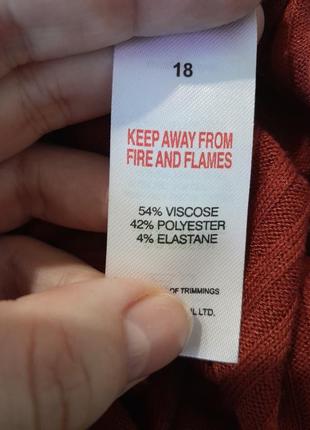 18
KEEP AWAY FROM
FIRE AND FLAMES
54% VISCOSE
42% POLYESTER
4% ELASTANE
OF TRIMMINGS
LTD.